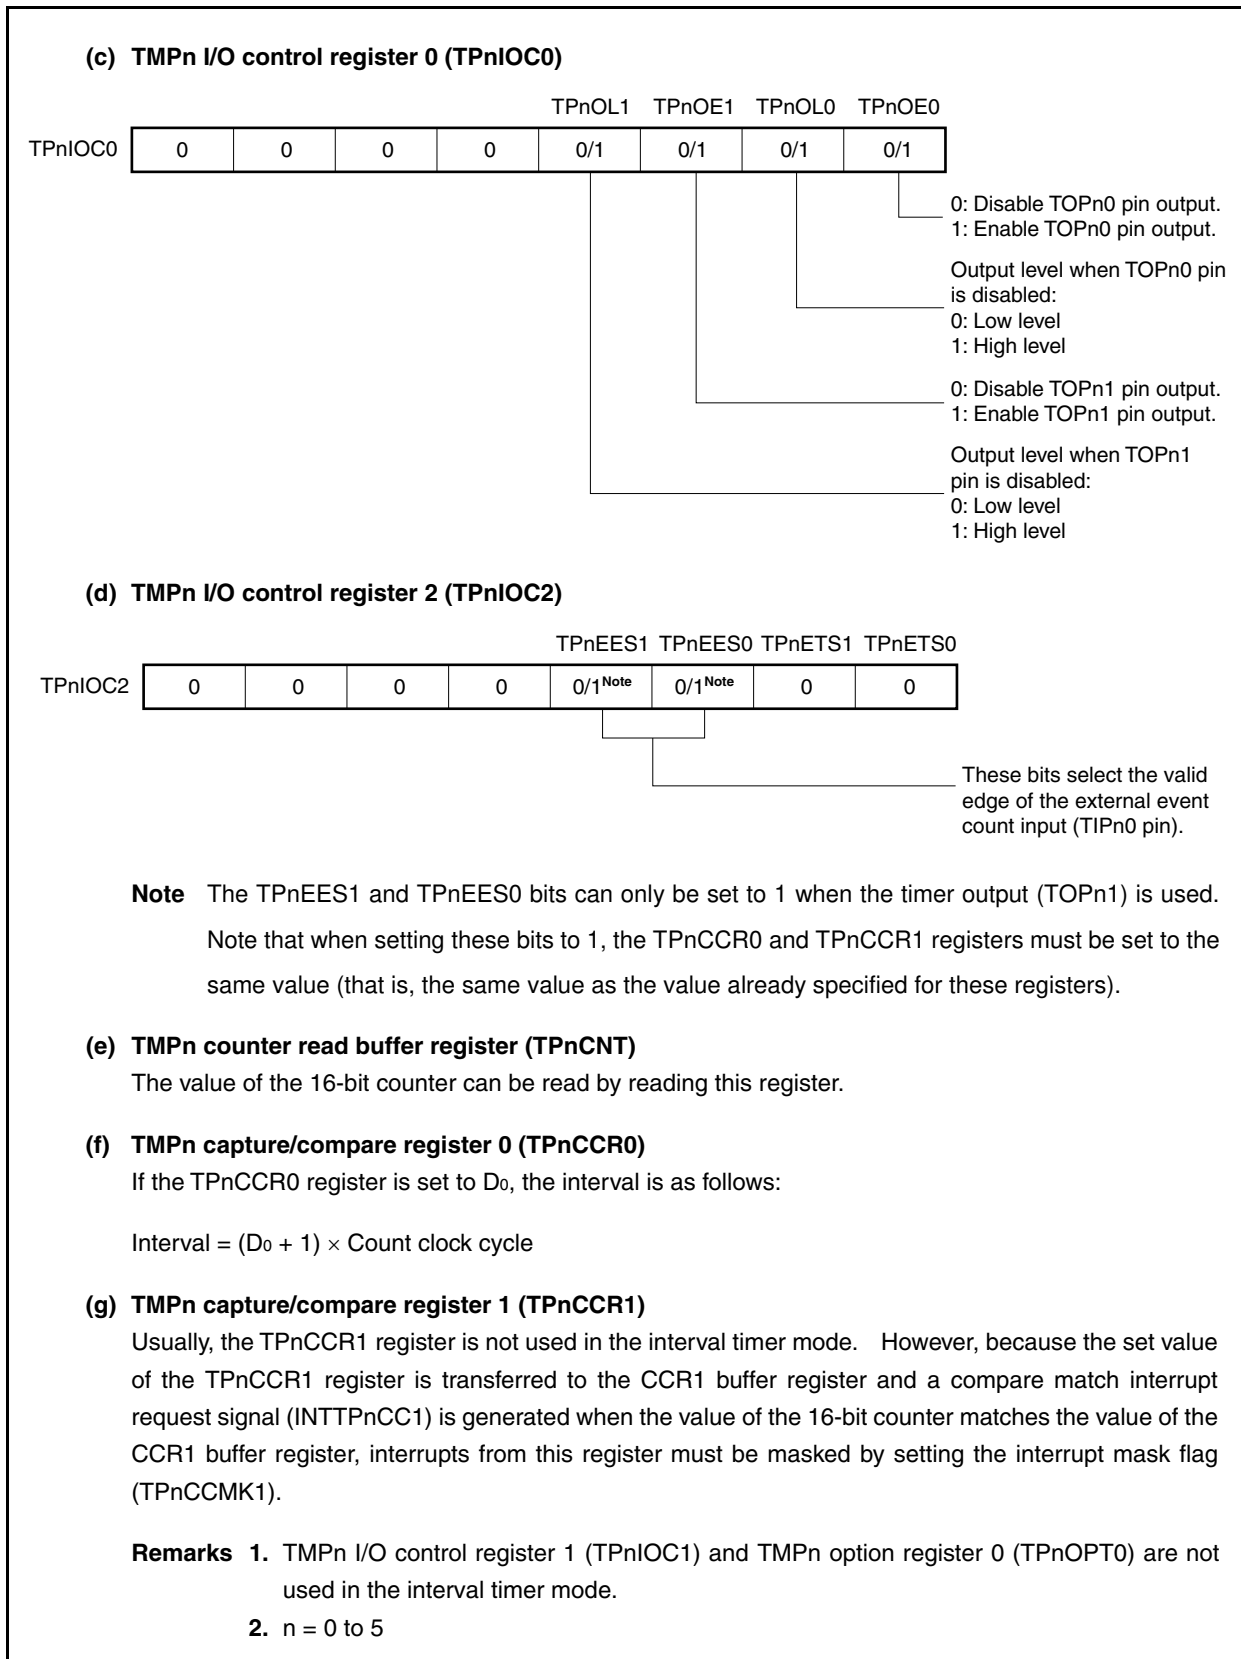 (c) TMPn I/O control register 0 (TPnIOC0)
TPnOL1 TPnOE1 TPnOL0 TPnOE0
TPnIOC0 0 0 0 0 0/1 0/1 0/1 0/1
0: Disable TOPn0 pin output.
1: Enable TOPn0 pin output.
Output level when TOPn0 pin
is disabled:
0: Low level
1: High level
0: Disable TOPn1 pin output.
1: Enable TOPn1 pin output.
Output level when TOPn1
pin is disabled:
0: Low level
1: High level
(d) TMPn I/O control register 2 (TPnIOC2)
TPnEES1 TPnEES0 TPnETS1 TPnETS0
TPnIOC2 0 0 0 0 0/1Note 0/1Note 0 0
These bits select the valid
edge of the external event
count input (TIPn0 pin).
Note The TPnEES1 and TPnEES0 bits can only be set to 1 when the timer output (TOPn1) is used.
Note that when setting these bits to 1, the TPnCCR0 and TPnCCR1 registers must be set to the
same value (that is, the same value as the value already specified for these registers).
(e) TMPn counter read buffer register (TPnCNT)
The value of the 16-bit counter can be read by reading this register.
(f) TMPn capture/compare register 0 (TPnCCR0)
If the TPnCCR0 register is set to D0, the interval is as follows:
Interval = (D0 + 1) × Count clock cycle
(g) TMPn capture/compare register 1 (TPnCCR1)
Usually, the TPnCCR1 register is not used in the interval timer mode. However, because the set value
of the TPnCCR1 register is transferred to the CCR1 buffer register and a compare match interrupt
request signal (INTTPnCC1) is generated when the value of the 16-bit counter matches the value of the
CCR1 buffer register, interrupts from this register must be masked by setting the interrupt mask flag
(TPnCCMK1).
Remarks 1. TMPn I/O control register 1 (TPnIOC1) and TMPn option register 0 (TPnOPT0) are not
used in the interval timer mode.
2. n = 0 to 5